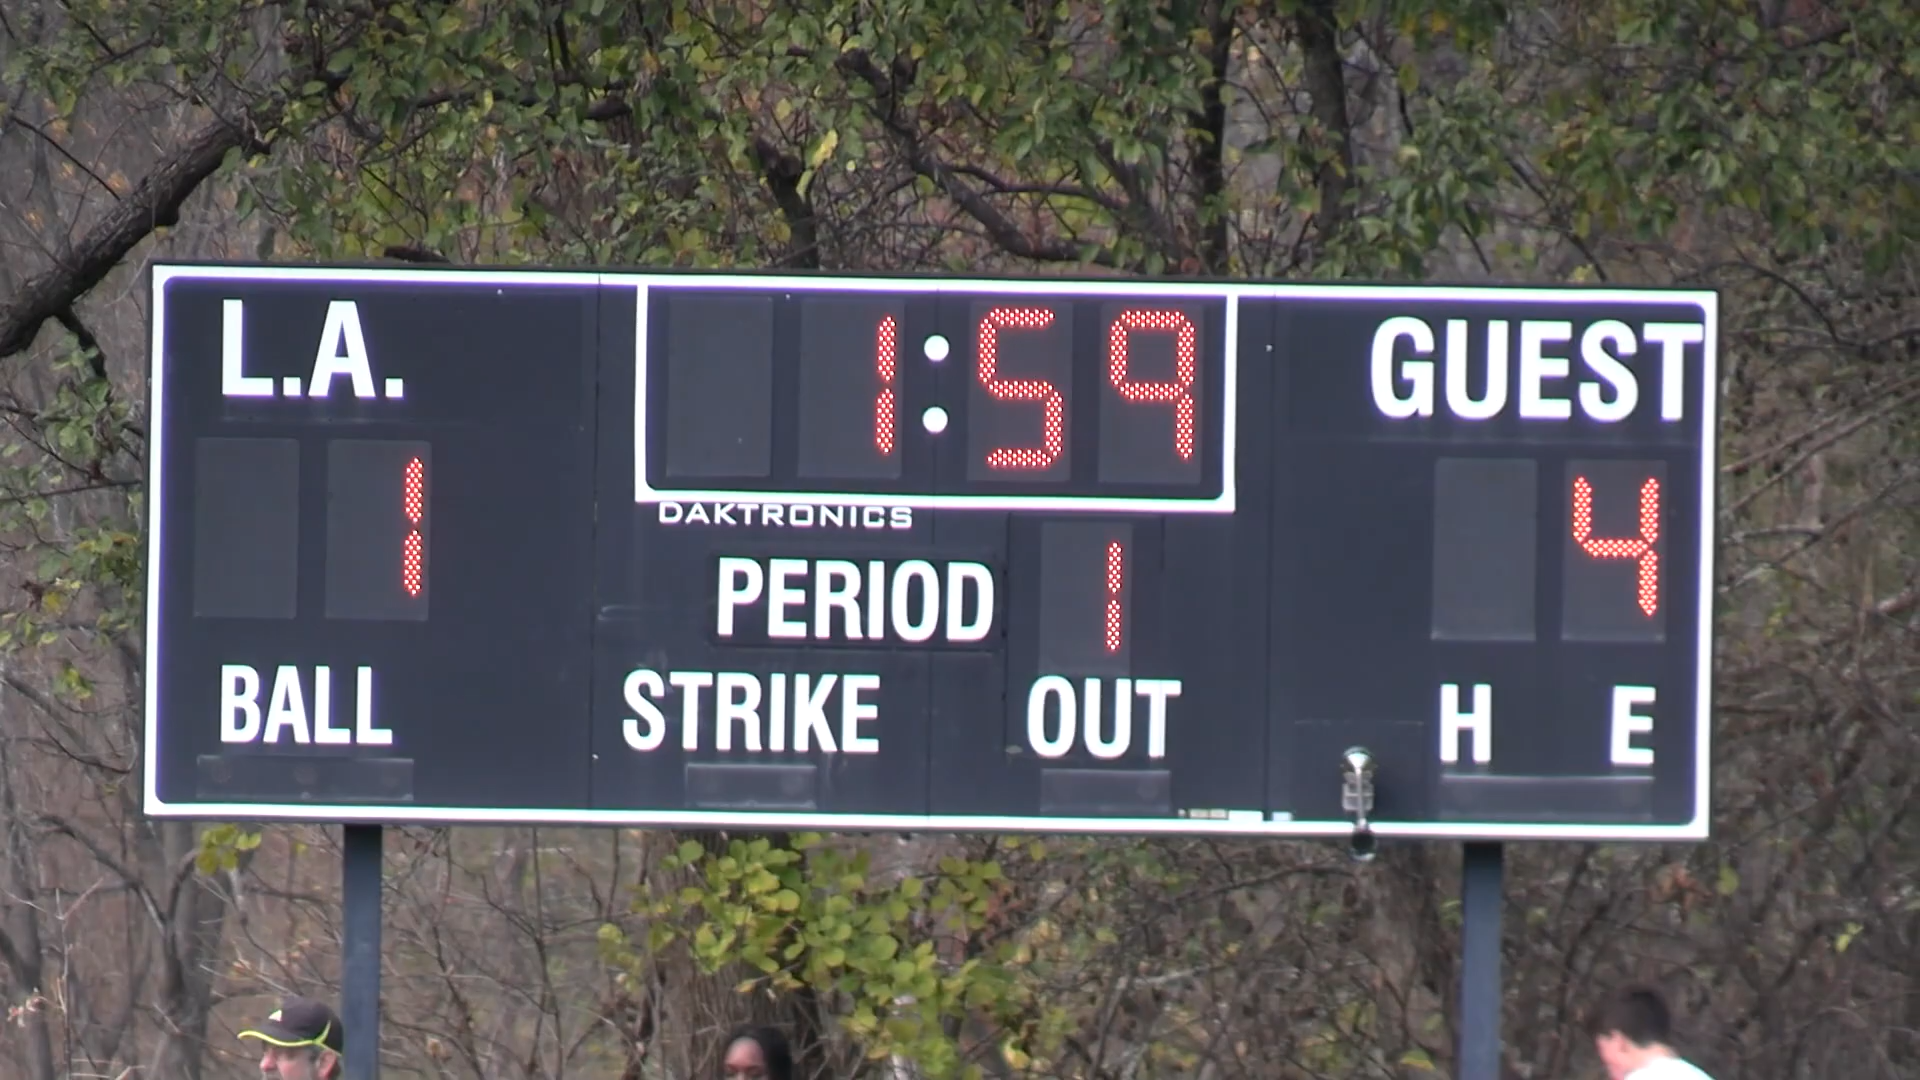 L.A. 1:59 GUEST
1 4
DAKTRONICS
PERIOD 1
BALL STRIKE OUT H E